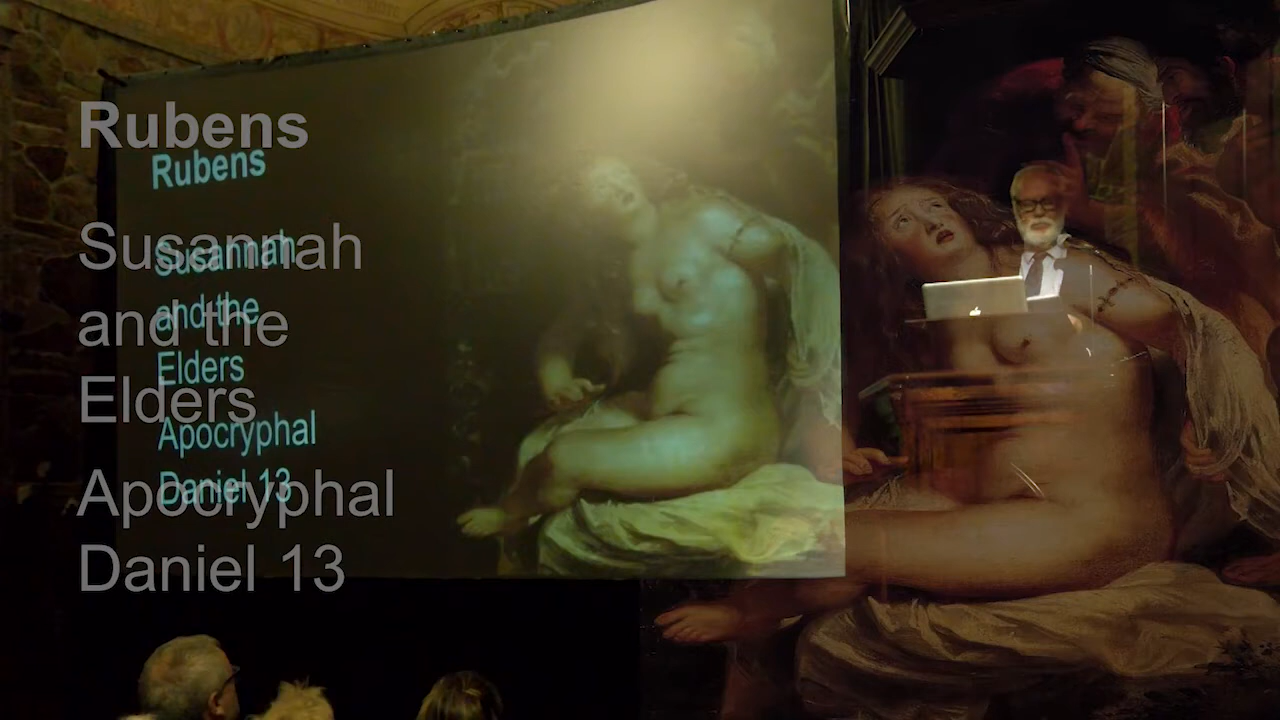 Rubens
Susannah
and the
Elders
Apocryphal
Daniel 13
Rubens
Susannah
and the
Elders
Apocryphal
Daniel 13